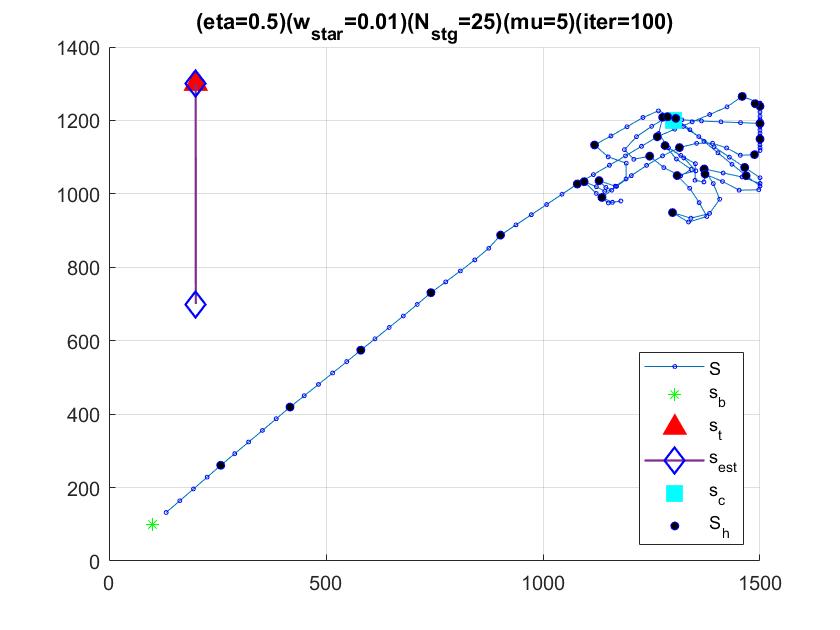 (eta=0.5)(w_star=0.01)(N_stg=25)(mu=5)(iter=100)
1400
1200
1000
800
600
400
200
0
0 500 1000 1500
S
s_b
s_t
s_est
s_c
S_h